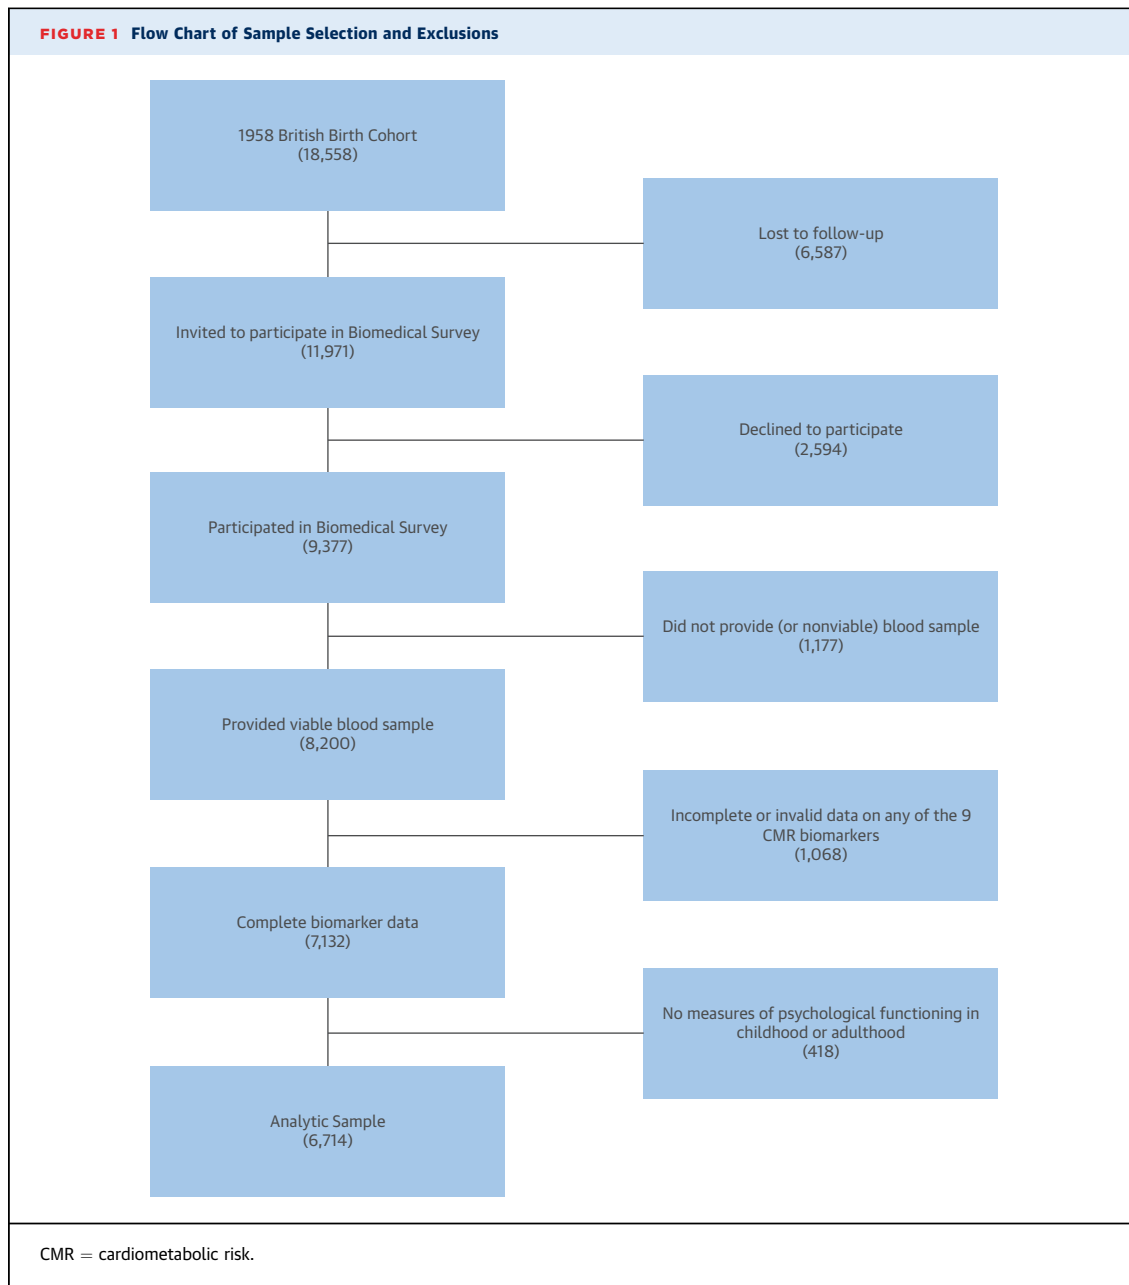 FIGURE 1 Flow Chart of Sample Selection and Exclusions
1958 British Birth Cohort
(18,558)
Lost to follow-up
(6,587)
Invited to participate in Biomedical Survey
(11,971)
Declined to participate
(2,594)
Participated in Biomedical Survey
(9,377)
Did not provide (or nonviable) blood sample
(1,177)
Provided viable blood sample
(8,200)
Incomplete or invalid data on any of the 9
CMR biomarkers
(1,068)
Complete biomarker data
(7,132)
No measures of psychological functioning in
childhood or adulthood
(418)
Analytic Sample
(6,714)
CMR = cardiometabolic risk.